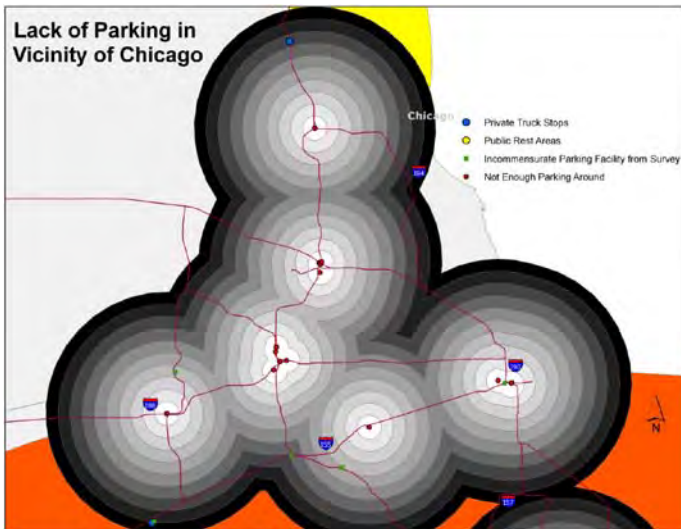 Lack of Parking in
Vicinity of Chicago
Chicago
Private Truck Stops
Public Rest Areas
Incommensurate Parking Facility from Survey
Not Enough Parking Around
N